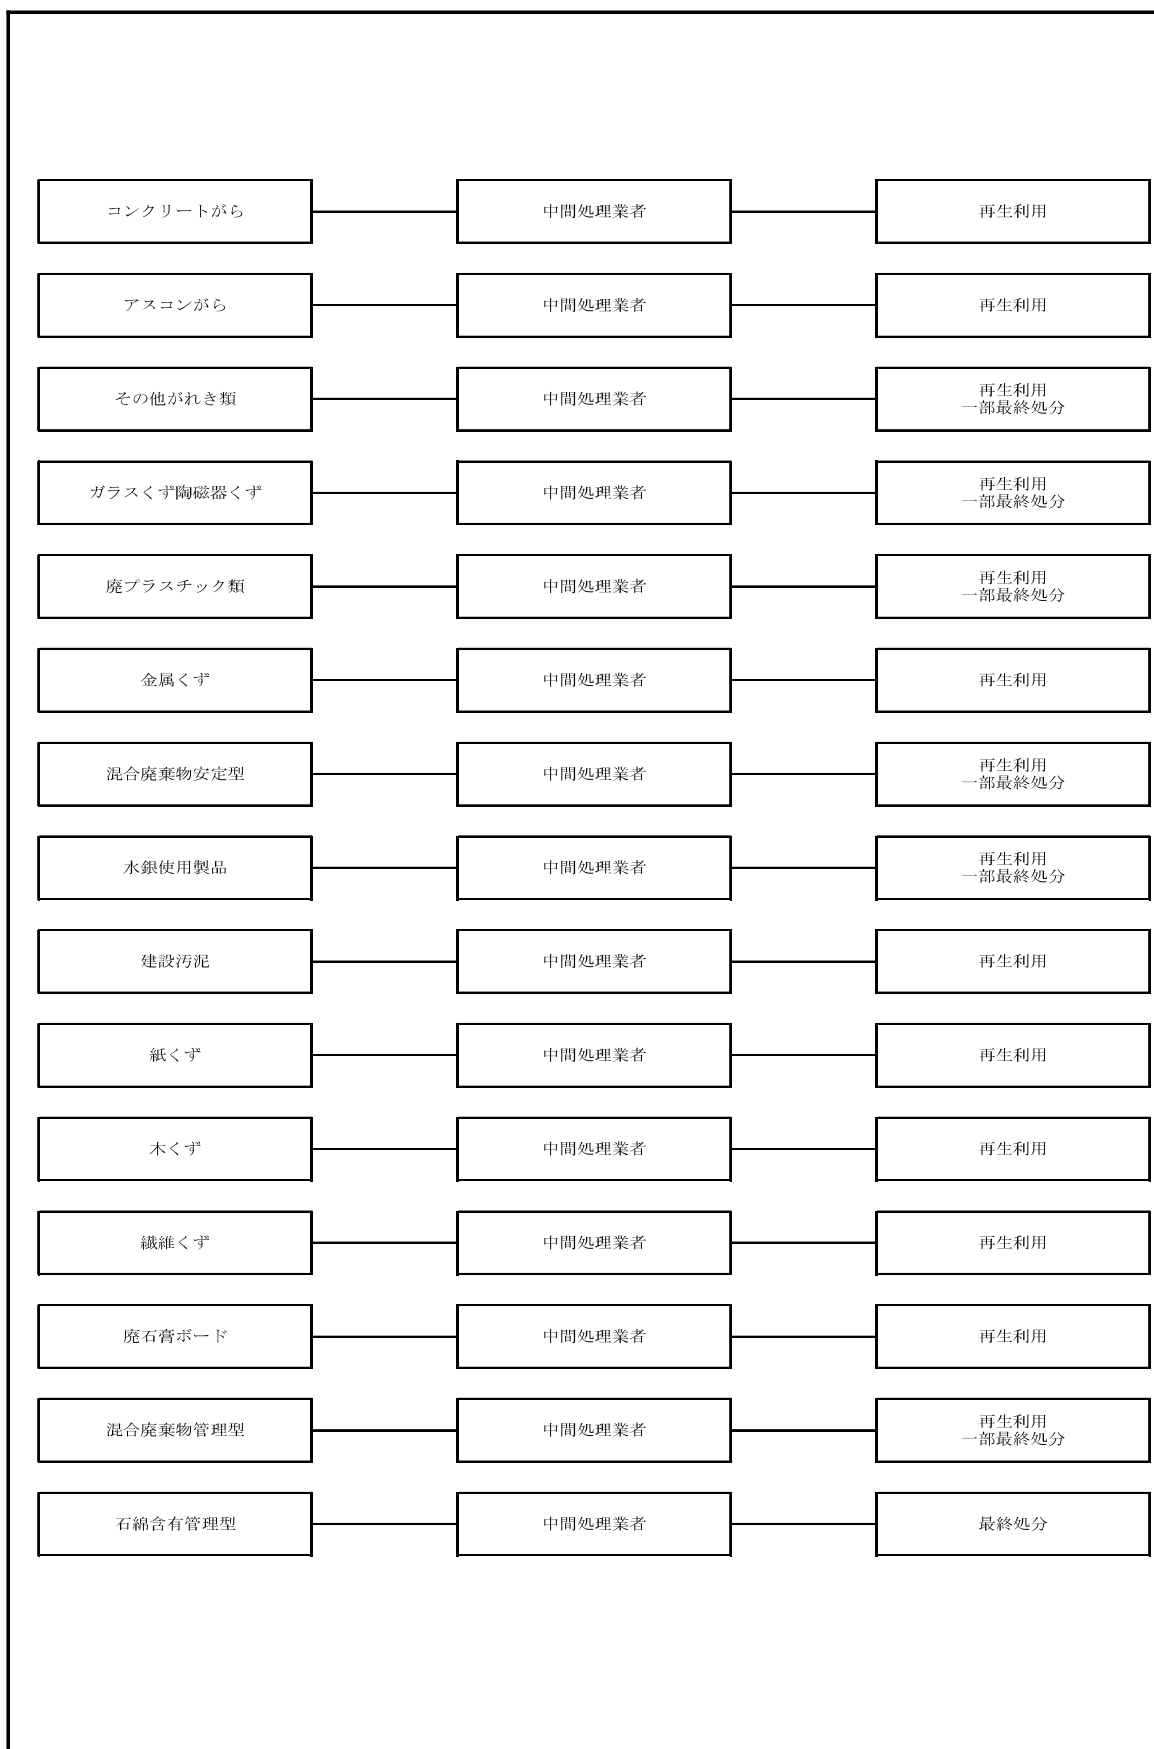 コンクリートがら
中間処理業者
再生利用
アスコンがら
中間処理業者
再生利用
その他がれき類
中間処理業者
再生利用
一部最終処分
ガラスくず陶磁器くず
中間処理業者
再生利用
一部最終処分
廃プラスチック類
中間処理業者
再生利用
一部最終処分
金属くず
中間処理業者
再生利用
混合廃棄物安定型
中間処理業者
再生利用
一部最終処分
水銀使用製品
中間処理業者
再生利用
一部最終処分
建設汚泥
中間処理業者
再生利用
紙くず
中間処理業者
再生利用
木くず
中間処理業者
再生利用
繊維くず
中間処理業者
再生利用
廃石膏ボード
中間処理業者
再生利用
混合廃棄物管理型
中間処理業者
再生利用
一部最終処分
石綿含有管理型
中間処理業者
最終処分